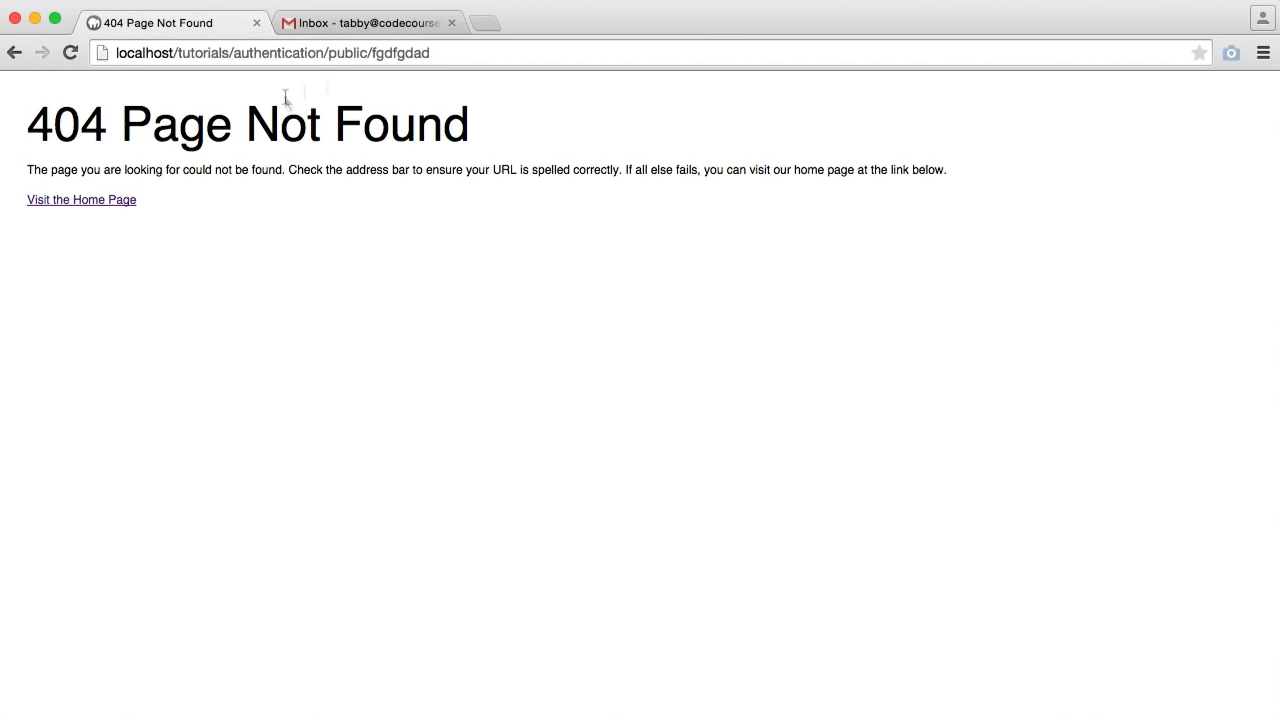 404 Page Not Found
Inbox - tabby@codecourse
localhost/tutorials/authentication/public/fgdfgdad
404 Page Not Found
The page you are looking for could not be found. Check the address bar to ensure your URL is spelled correctly. If all else fails, you can visit our home page at the link below.
Visit the Home Page